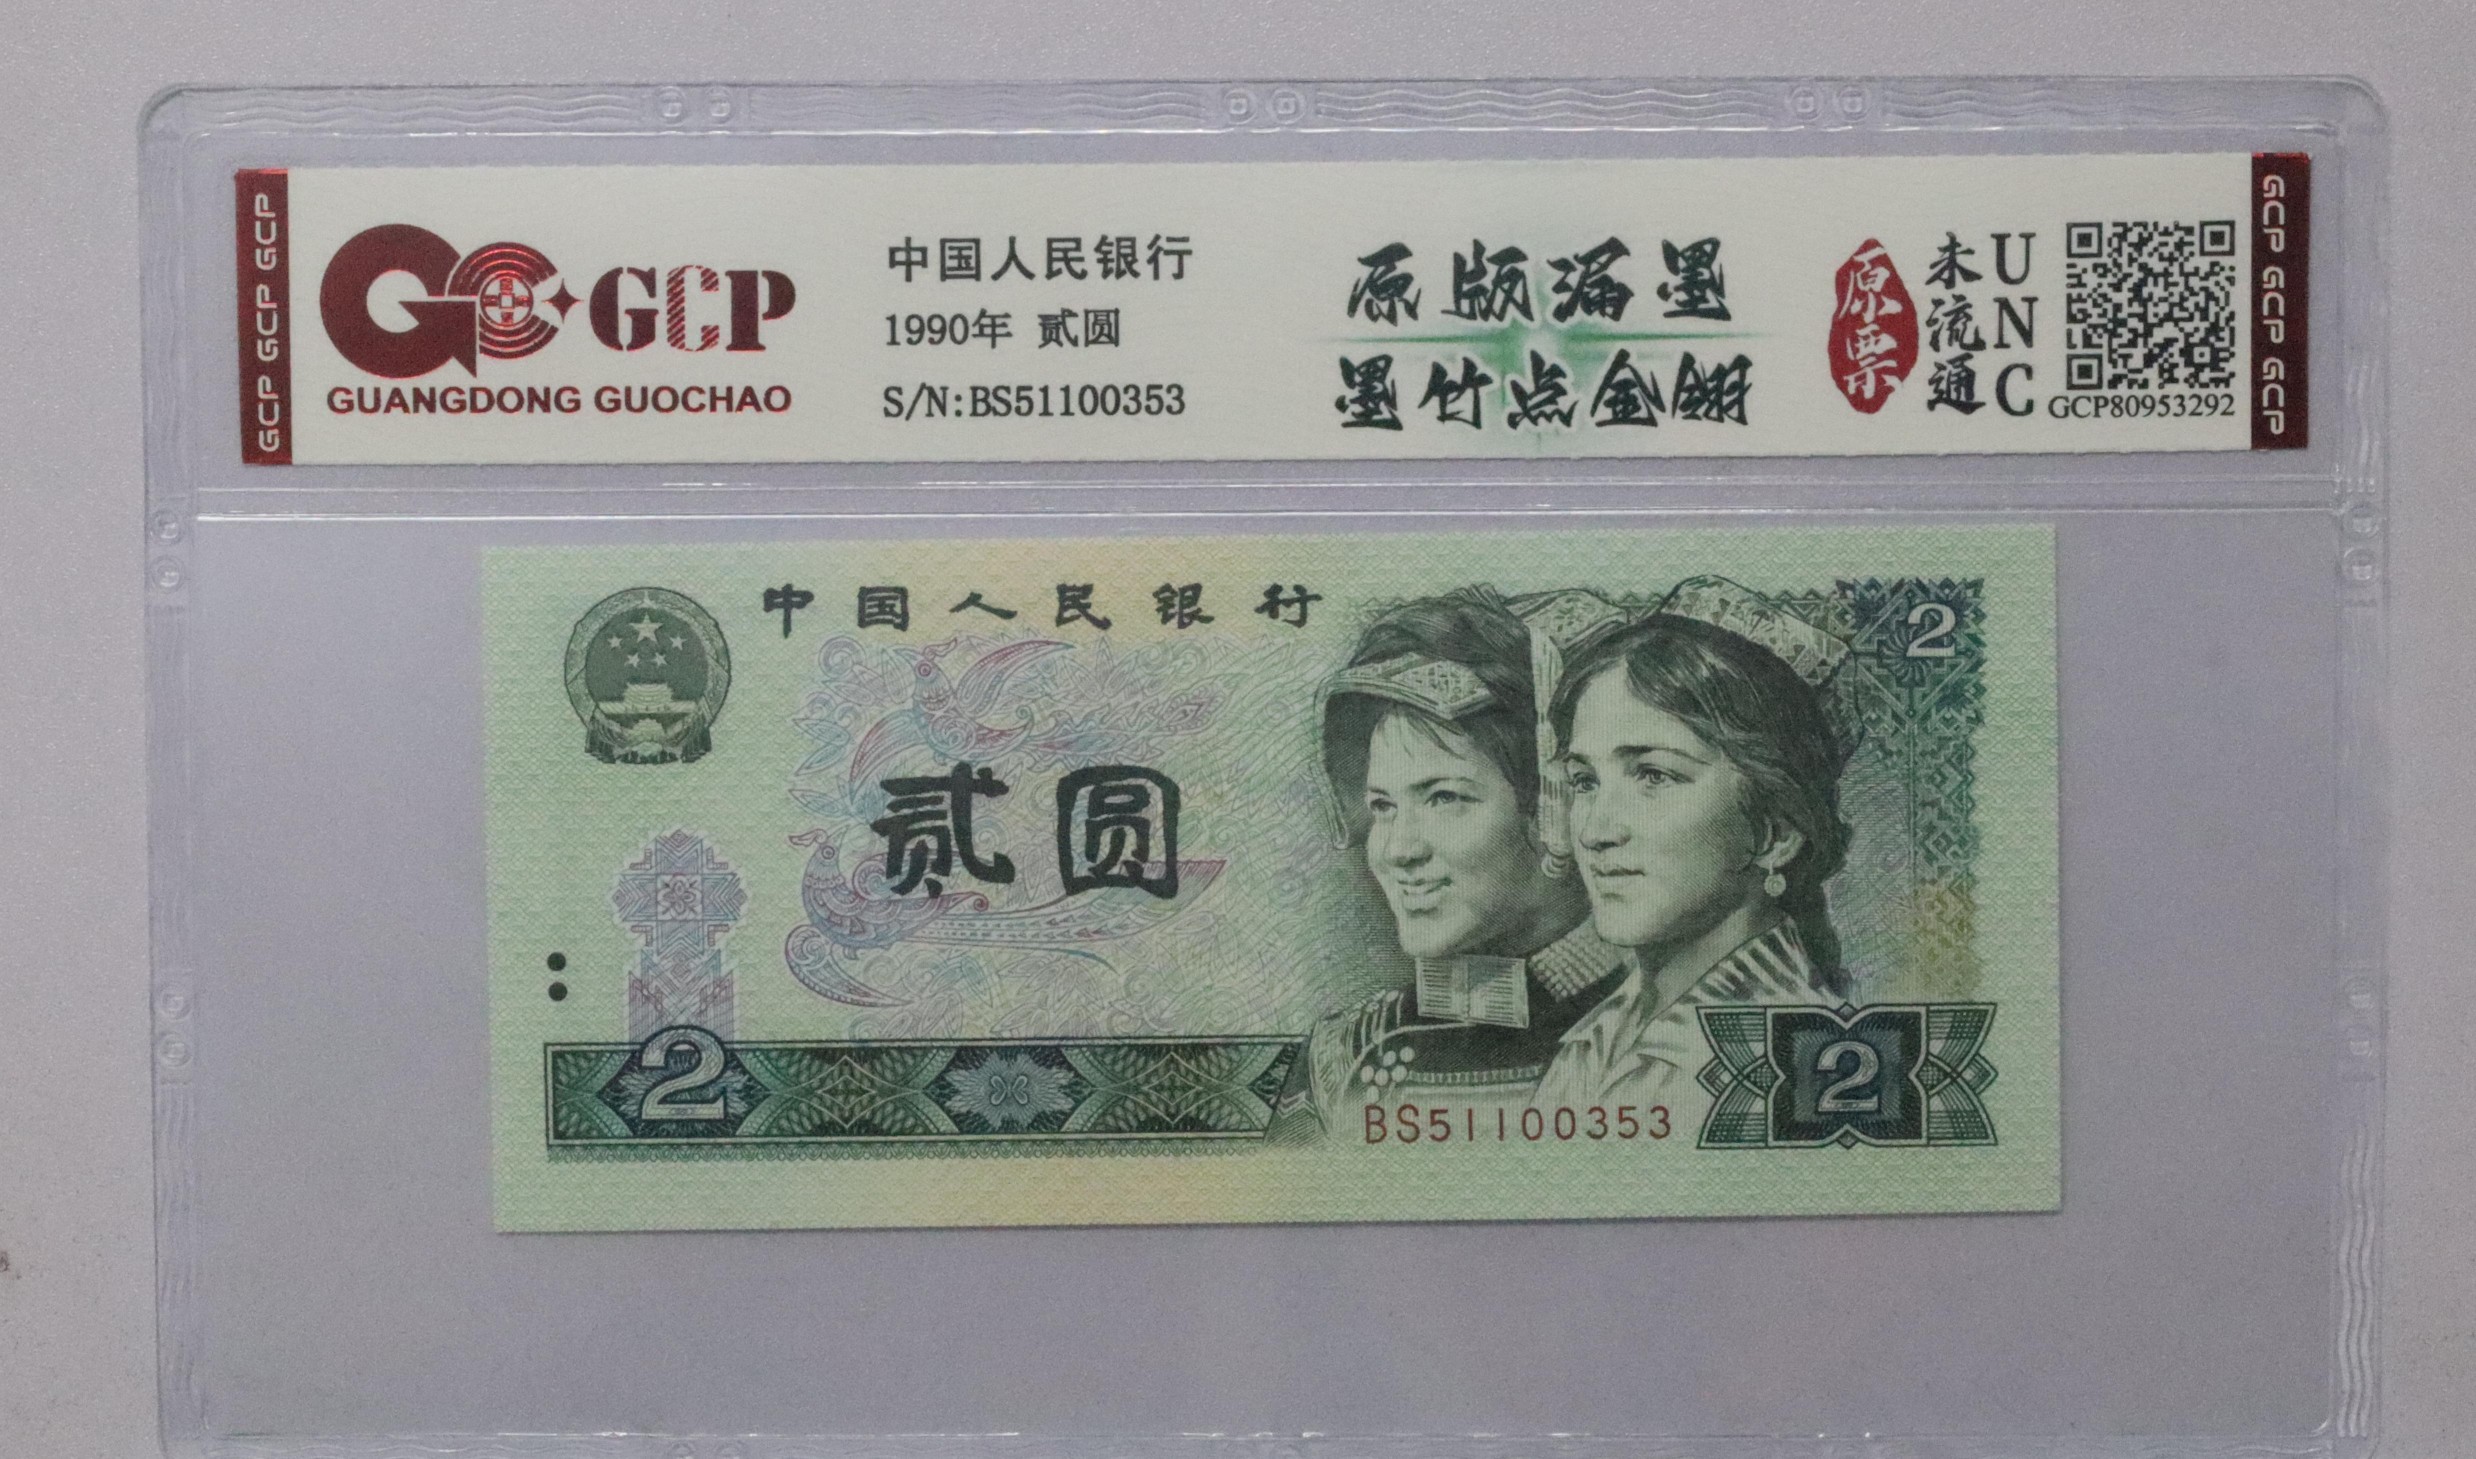 GCP GCP GCP
GCP
GUANGDONG GUOCHAO
中国人民银行
1990年 贰圆
S/N:BS51100353
原版漏墨
墨竹点金翎
原票
未流通
UNC
GCP80953292
GCP GCP GCP
中国人民银行
2
贰圆
2
BS51100353
2